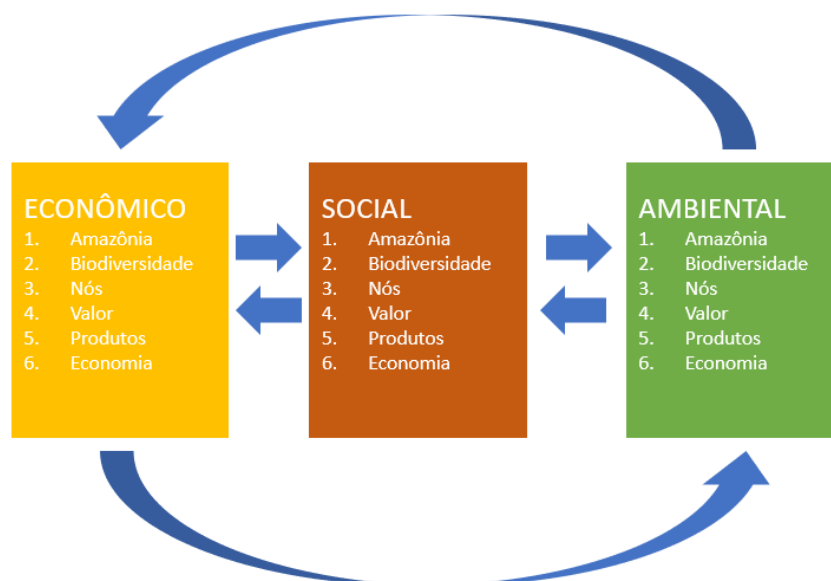 ECONÔMICO
1. Amazônia
2. Biodiversidade
3. Nós
4. Valor
5. Produtos
6. Economia
SOCIAL
1. Amazônia
2. Biodiversidade
3. Nós
4. Valor
5. Produtos
6. Economia
AMBIENTAL
1. Amazônia
2. Biodiversidade
3. Nós
4. Valor
5. Produtos
6. Economia